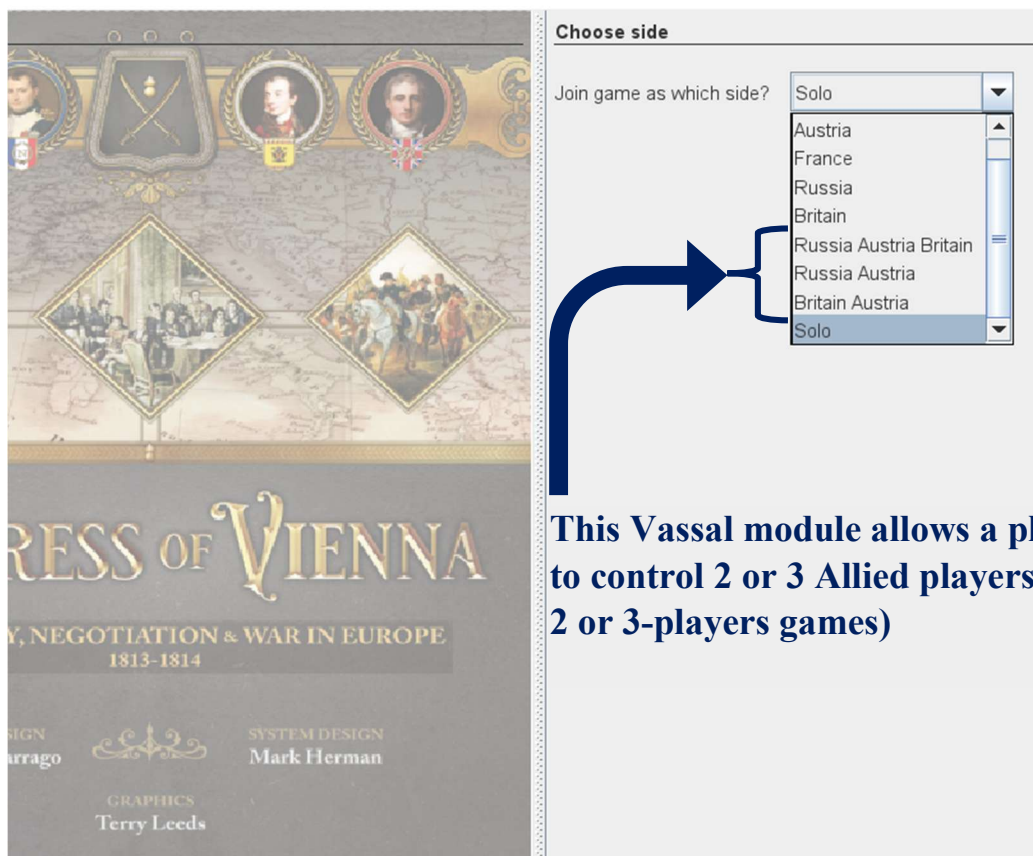 RESS OF VIENNA
Y, NEGOTIATION & WAR IN EUROPE
1813-1814
SIGN
arrago
SYSTEM DESIGN
Mark Herman
GRAPHICS
Terry Leeds
Choose side
Join game as which side? Solo
Austria
France
Russia
Britain
Russia Austria Britain
Russia Austria
Britain Austria
Solo
This Vassal module allows a pl
to control 2 or 3 Allied players
2 or 3-players games)